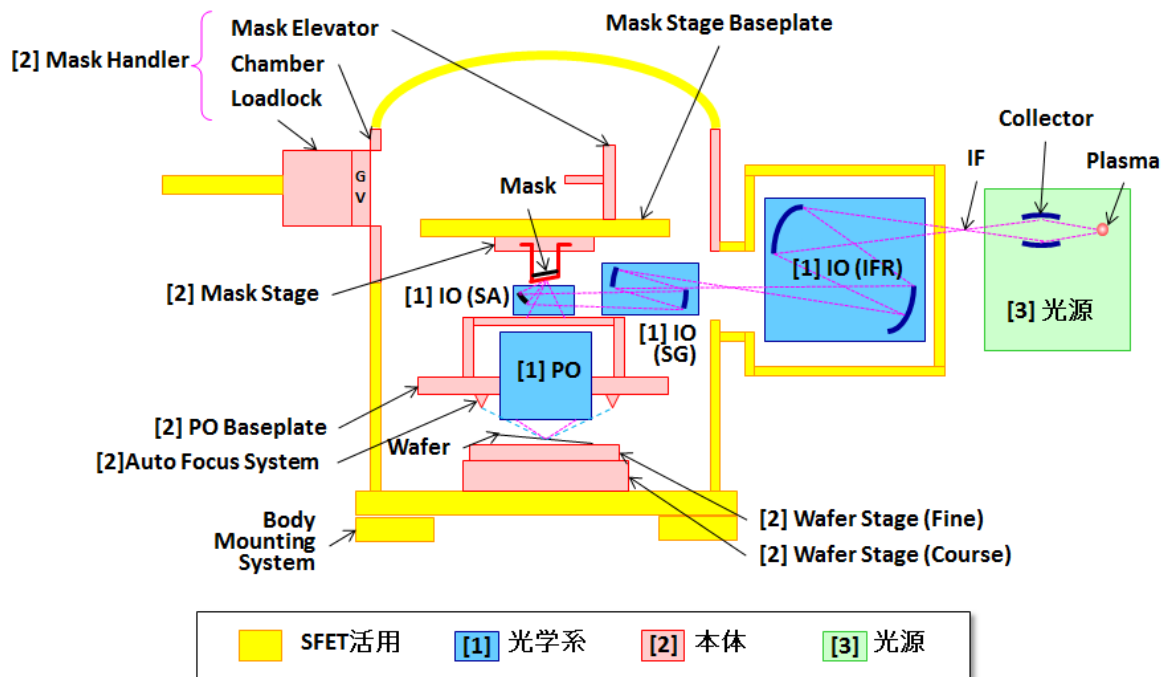 Mask Elevator
Mask Stage Baseplate
[2] Mask Handler
Chamber
Loadlock
Collector
IF
Plasma
G
V
Mask
[2] Mask Stage
[1] IO (SA)
[1] IO (IFR)
[3] 光源
[1] IO
(SG)
[1] PO
[2] PO Baseplate
Wafer
[2]Auto Focus System
Body
Mounting
System
[2] Wafer Stage (Fine)
[2] Wafer Stage (Course)
SFET活用
[1] 光学系
[2] 本体
[3] 光源